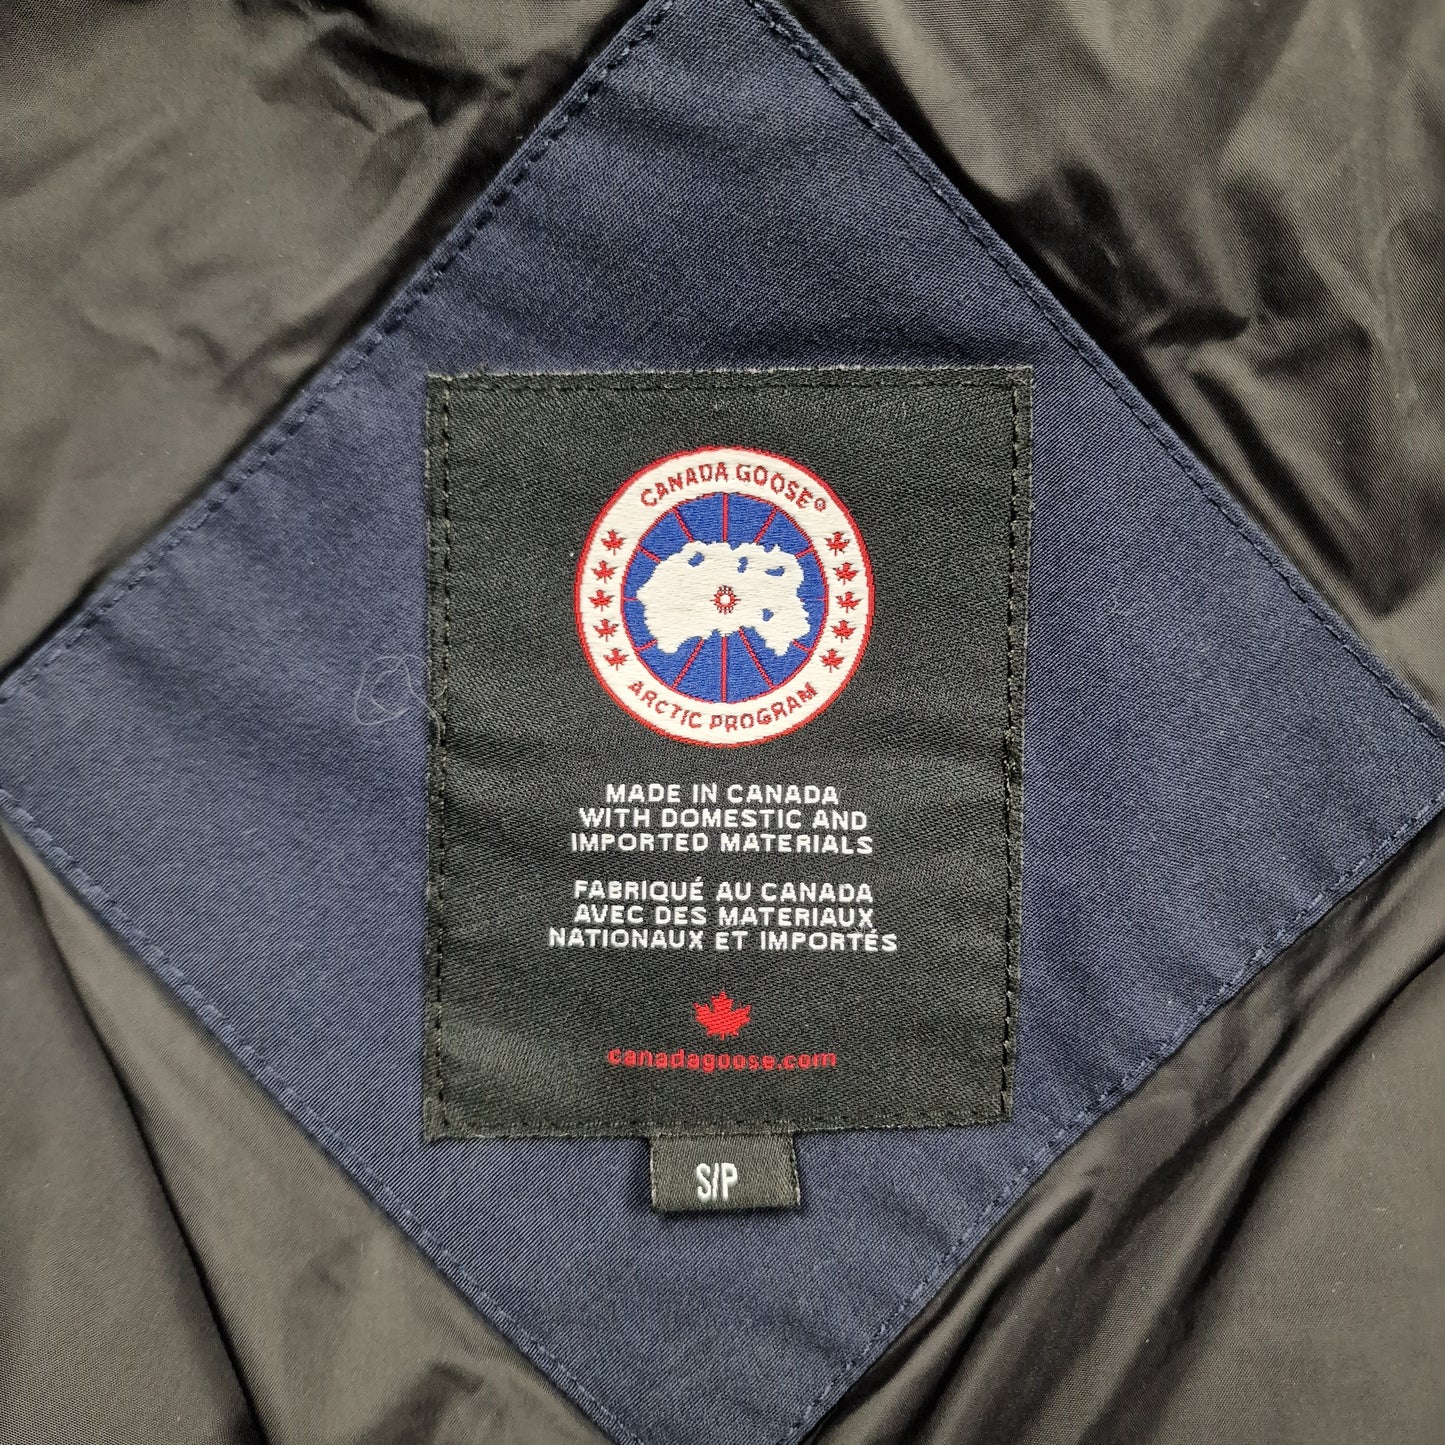 CANADA GOOSE®
ARCTIC PROGRAM
MADE IN CANADA
WITH DOMESTIC AND
IMPORTED MATERIALS
FABRIQUÉ AU CANADA
AVEC DES MATERIAUX
NATIONAUX ET IMPORTÉS
canadagoose.com
S/P